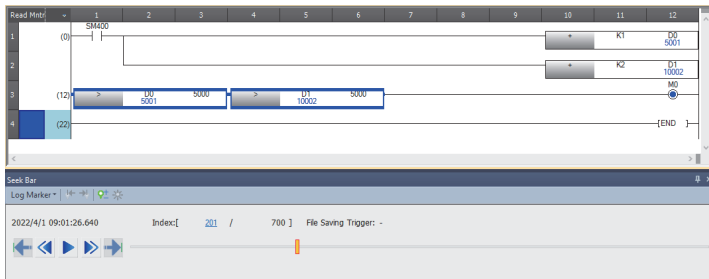 Read Mntr 1 2 3 4 5 6 7 8 9 10 11 12
SM400
1 (0) + K1 D0
5001
2 + K2 D1
10002
M0
3 (12) > D0 5000 > D1 5000
5001 10002
4 (22) [END ]
Seek Bar
Log Marker
2022/4/1 09:01:26.640 Index:[ 201 / 700 ] File Saving Trigger: -